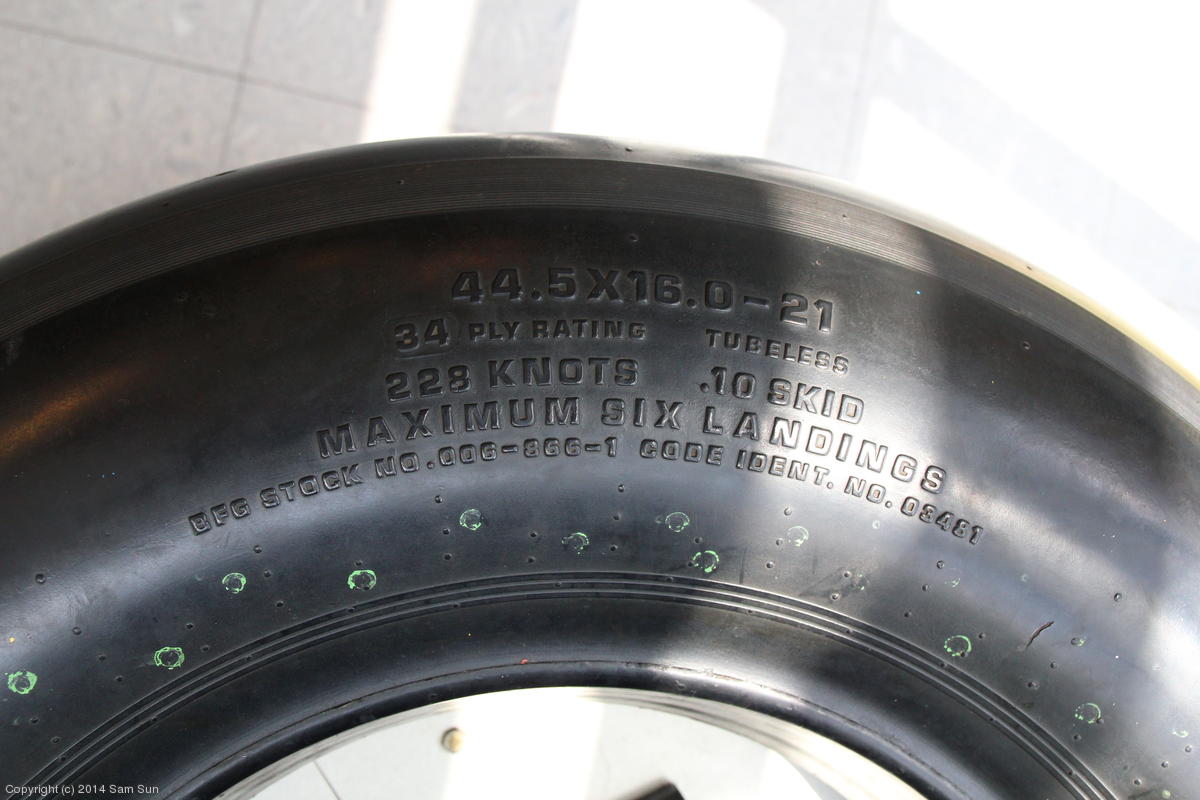 44.5X16.0-21
34 PLY RATING TUBELESS
228 KNOTS .10 SKID
MAXIMUM SIX LANDINGS
BFG STOCK NO. 006-866-1 CODE IDENT. NO. 03481
Copyright (c) 2014 Sam Sun